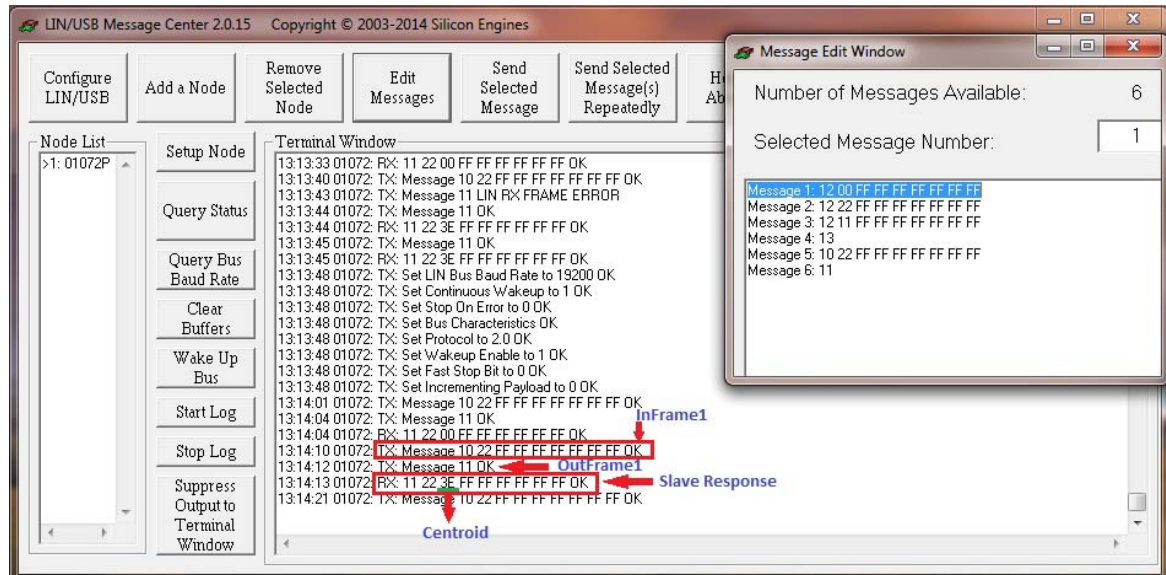 LIN/USB Message Center 2.0.15 Copyright © 2003-2014 Silicon Engines
Configure LIN/USB
Add a Node
Remove Selected Node
Edit Messages
Send Selected Message
Send Selected Message(s) Repeatedly
Node List
>1: 01072P
Setup Node
Query Status
Query Bus Baud Rate
Clear Buffers
Wake Up Bus
Start Log
Stop Log
Suppress Output to Terminal Window
Terminal Window
13:13:33 01072: RX: 11 22 00 FF FF FF FF FF FF OK
13:13:40 01072: TX: Message 10 22 FF FF FF FF FF FF FF OK
13:13:43 01072: TX: Message 11 LIN RX FRAME ERROR
13:13:44 01072: TX: Message 11 OK
13:13:44 01072: RX: 11 22 3E FF FF FF FF FF FF OK
13:13:45 01072: TX: Message 11 OK
13:13:45 01072: RX: 11 22 3E FF FF FF FF FF FF OK
13:13:48 01072: TX: Set LIN Bus Baud Rate to 19200 OK
13:13:48 01072: TX: Set Continuous Wakeup to 1 OK
13:13:48 01072: TX: Set Stop On Error to 0 OK
13:13:48 01072: TX: Set Bus Characteristics OK
13:13:48 01072: TX: Set Protocol to 2.0 OK
13:13:48 01072: TX: Set Wakeup Enable to 1 OK
13:13:48 01072: TX: Set Fast Stop Bit to 0 OK
13:13:48 01072: TX: Set Incrementing Payload to 0 OK
13:14:01 01072: TX: Message 10 22 FF FF FF FF FF FF FF OK
13:14:04 01072: TX: Message 11 OK
InFrame1
13:14:04 01072: RX: 11 22 00 FF FF FF FF FF FF OK
13:14:10 01072: TX: Message 10 22 FF FF FF FF FF FF FF OK
13:14:12 01072: TX: Message 11 OK
OutFrame1
13:14:13 01072: RX: 11 22 3E FF FF FF FF FF FF OK
Slave Response
13:14:21 01072: TX: Message 10 22 FF FF FF FF FF FF FF OK
Centroid
Message Edit Window
Number of Messages Available: 6
Selected Message Number: 1
Message 1: 12 00 FF FF FF FF FF FF FF
Message 2: 12 22 FF FF FF FF FF FF FF
Message 3: 12 11 FF FF FF FF FF FF FF
Message 4: 13
Message 5: 10 22 FF FF FF FF FF FF FF
Message 6: 11